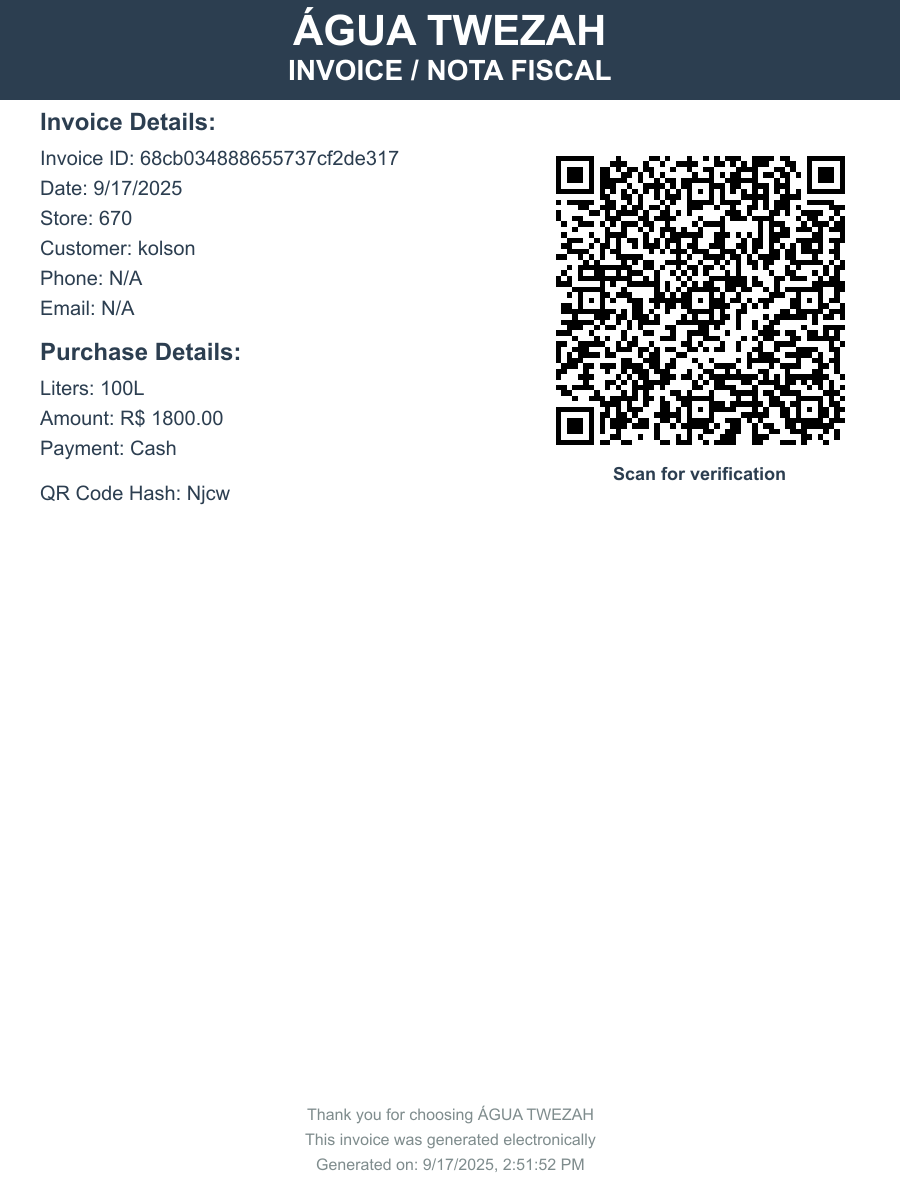 ÁGUA TWEZAH
INVOICE / NOTA FISCAL
Invoice Details:
Invoice ID: 68cb034888655737cf2de317
Date: 9/17/2025
Store: 670
Customer: kolson
Phone: N/A
Email: N/A
Purchase Details:
Liters: 100L
Amount: R$ 1800.00
Payment: Cash
QR Code Hash: Njcw
Scan for verification
Thank you for choosing ÁGUA TWEZAH
This invoice was generated electronically
Generated on: 9/17/2025, 2:51:52 PM